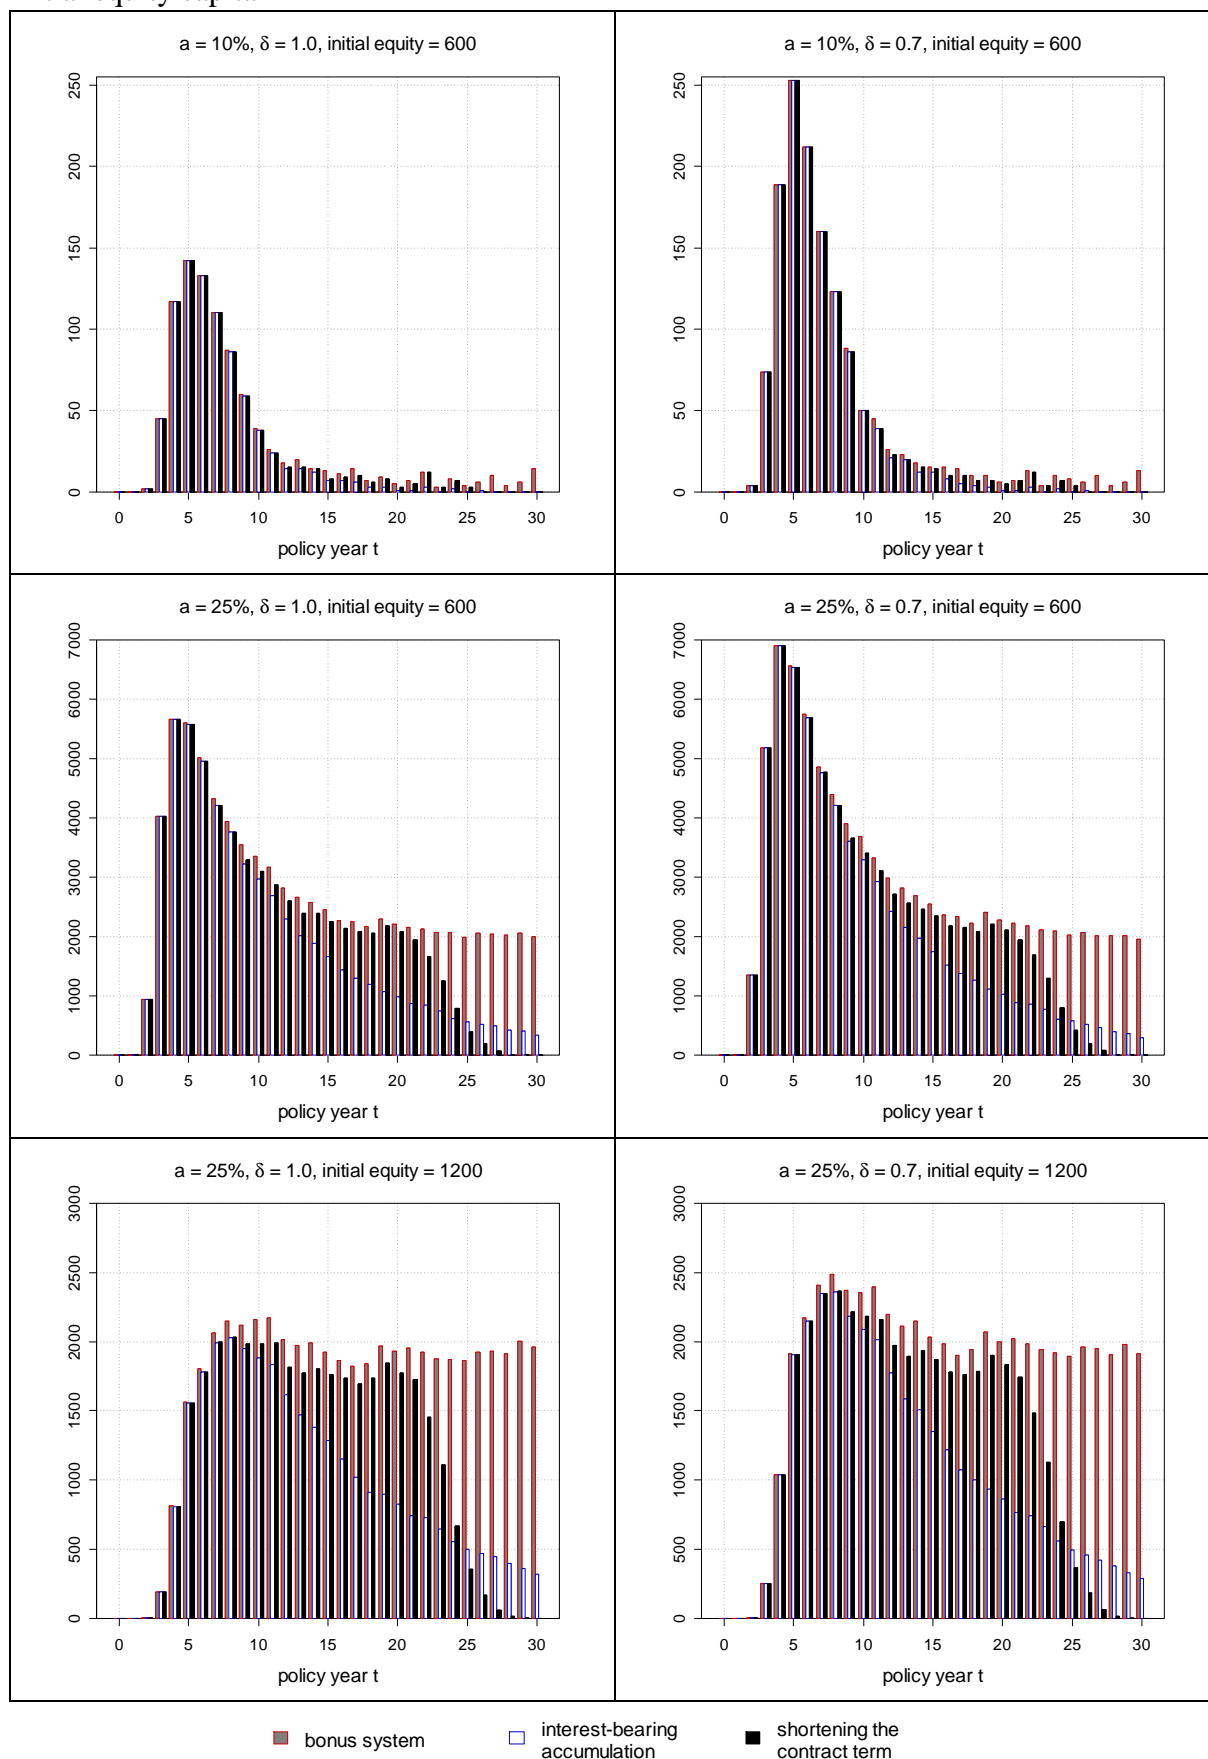 a = 10%, δ = 1.0, initial equity = 600
250
200
150
100
50
0
0 5 10 15 20 25 30
policy year t
a = 10%, δ = 0.7, initial equity = 600
250
200
150
100
50
0
0 5 10 15 20 25 30
policy year t
a = 25%, δ = 1.0, initial equity = 600
7000
6000
5000
4000
3000
2000
1000
0
0 5 10 15 20 25 30
policy year t
a = 25%, δ = 0.7, initial equity = 600
7000
6000
5000
4000
3000
2000
1000
0
0 5 10 15 20 25 30
policy year t
a = 25%, δ = 1.0, initial equity = 1200
3000
2500
2000
1500
1000
500
0
0 5 10 15 20 25 30
policy year t
a = 25%, δ = 0.7, initial equity = 1200
3000
2500
2000
1500
1000
500
0
0 5 10 15 20 25 30
policy year t
bonus system
interest-bearing
accumulation
shortening the
contract term